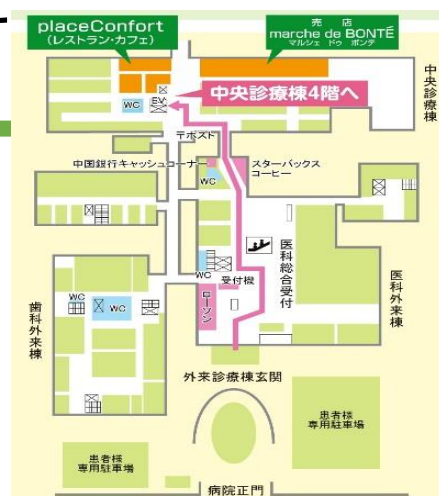 placeConfort
(レストラン・カフェ)
売店
marche de BONTÉ
マルシェ ドゥ ボンテ
中央診療棟
WC
EV
中央診療棟4階へ
〒ポスト
中国銀行キャッシュコーナー
スターバックス
コーヒー
WC
医科総合受付
WC
受付機
ローソン
医科外来棟
歯科外来棟
WC
WC
外来診療棟玄関
患者様
専用駐車場
患者様
専用駐車場
病院正門